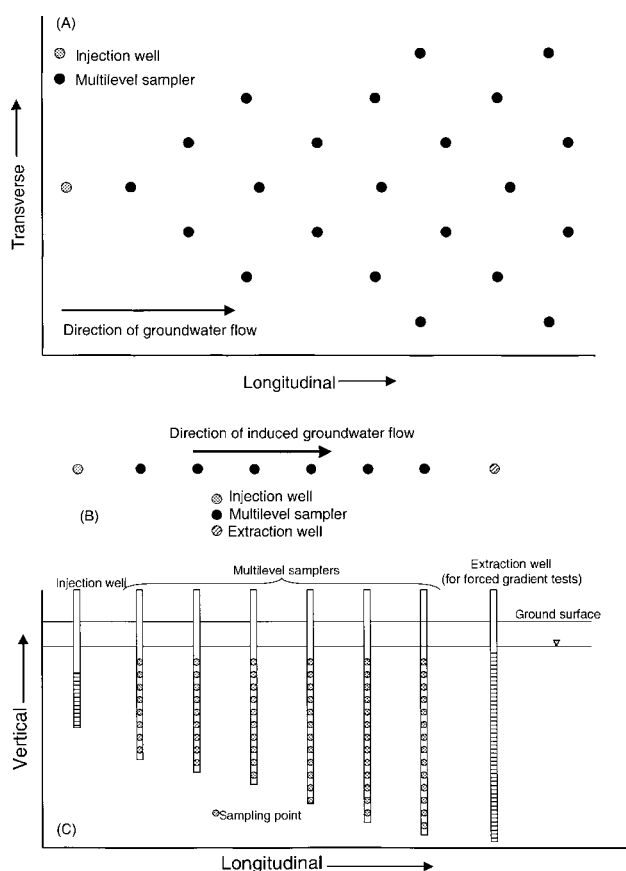 (A)
Injection well
Multilevel sampler
Transverse
Direction of groundwater flow
Longitudinal
Direction of induced groundwater flow
Injection well
Multilevel sampler
Extraction well
(B)
Injection well
Multilevel samplers
Extraction well
(for forced gradient tests)
Ground surface
Vertical
Sampling point
(C)
Longitudinal